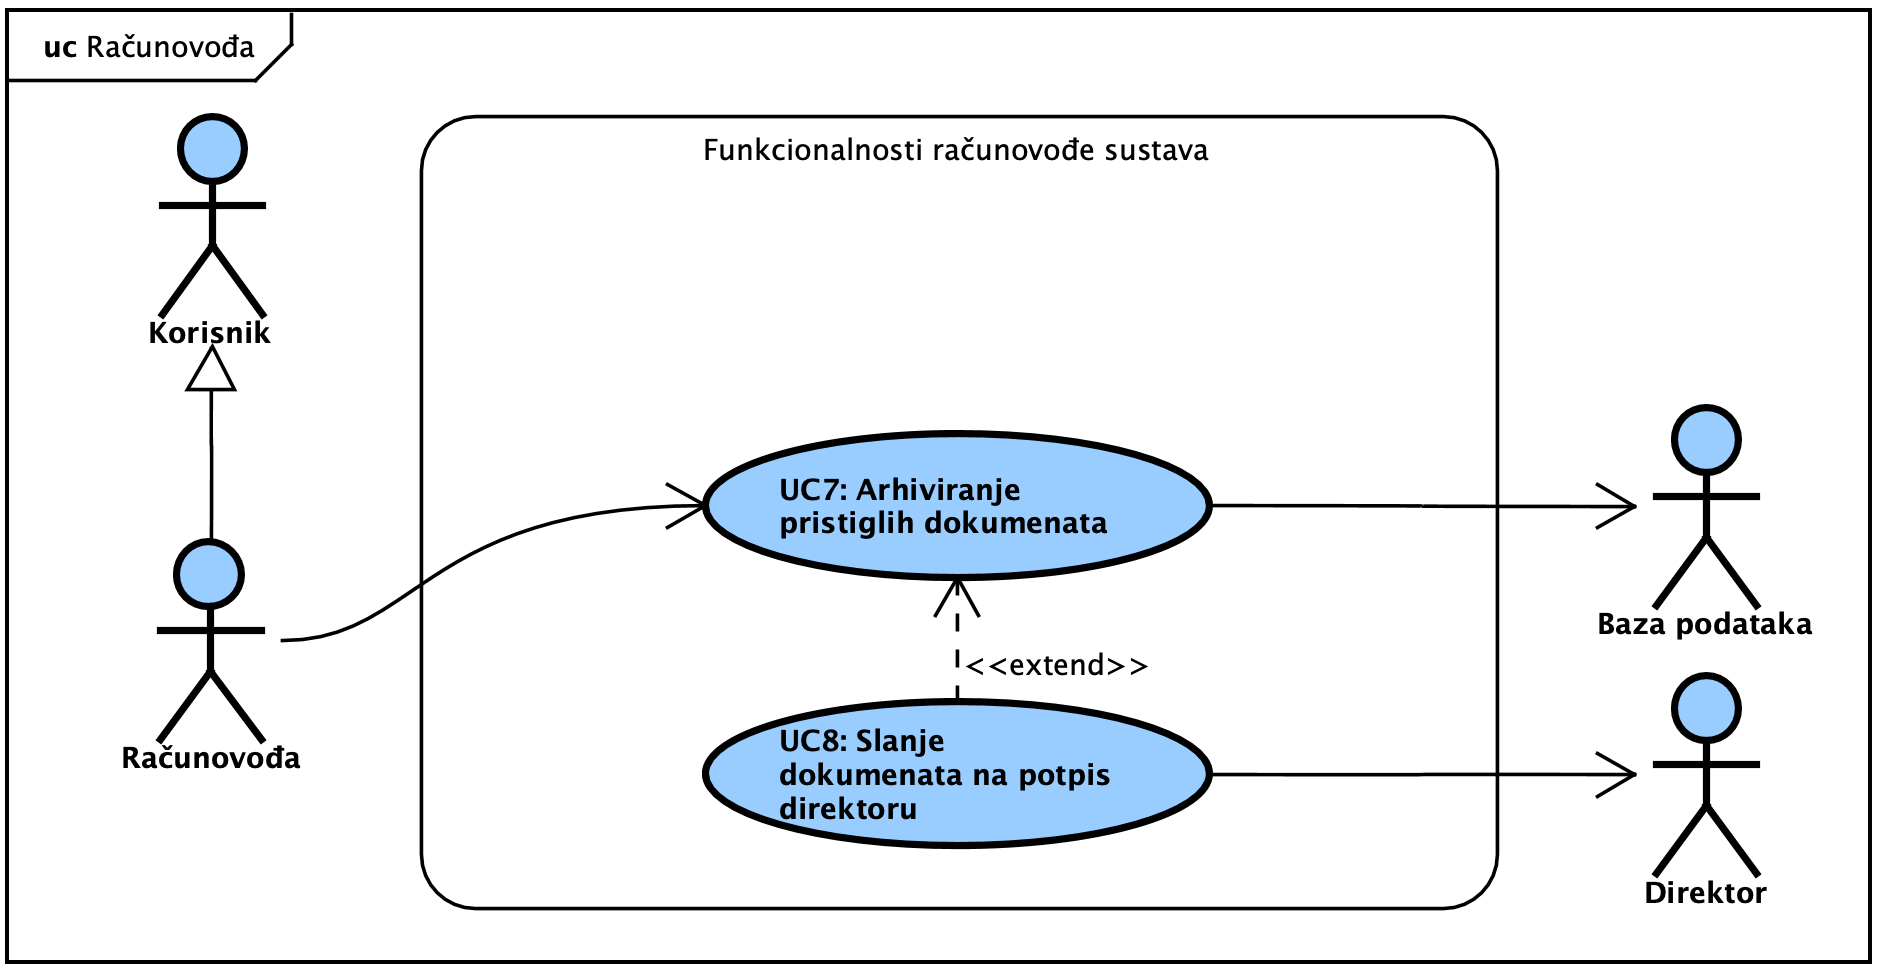 uc Računovođa
Funkcionalnosti računovođe sustava
Korisnik
UC7: Arhiviranje
pristiglih dokumenata
Baza podataka
<<extend>>
Računovođa
UC8: Slanje
dokumenata na potpis
direktoru
Direktor